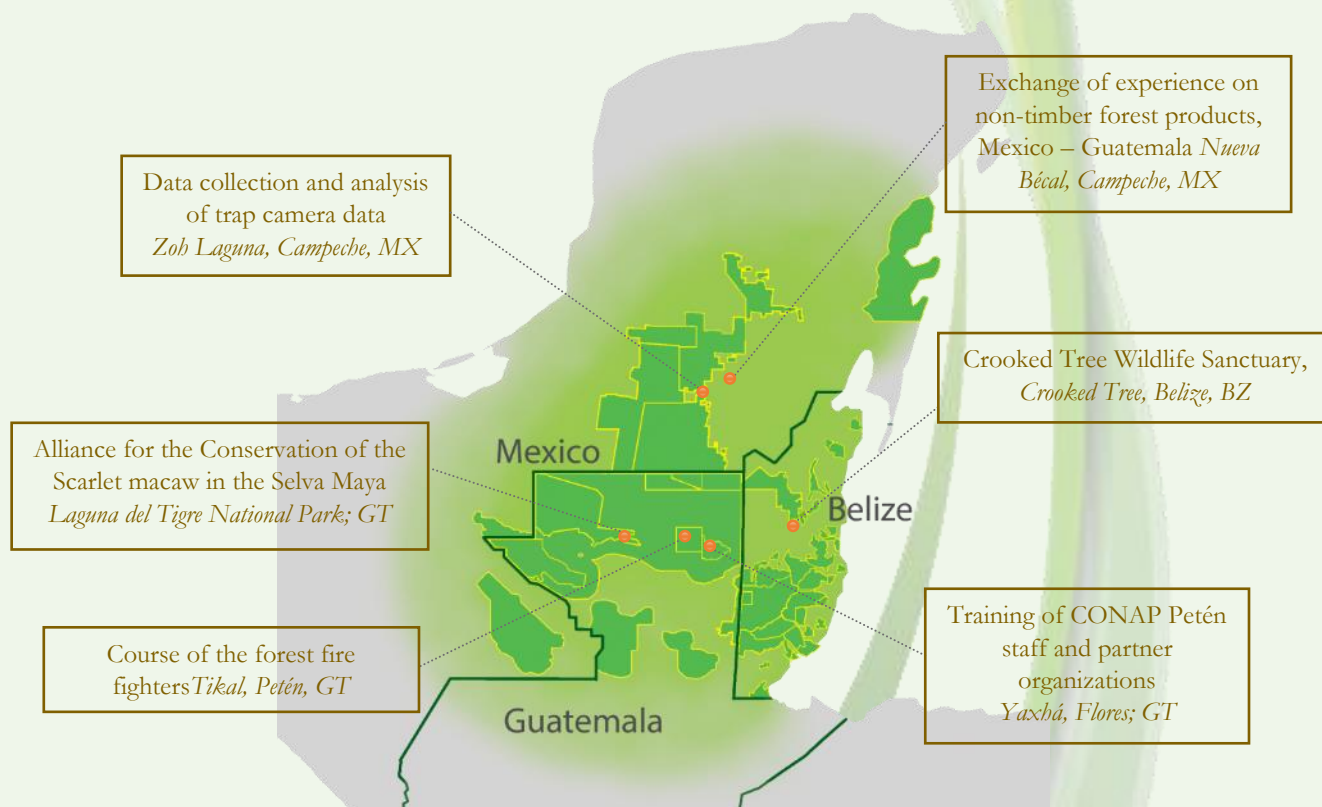 Exchange of experience on
non-timber forest products,
Mexico – Guatemala Nueva
Bécal, Campeche, MX
Data collection and analysis
of trap camera data
Zoh Laguna, Campeche, MX
Crooked Tree Wildlife Sanctuary,
Crooked Tree, Belize, BZ
Alliance for the Conservation of the
Scarlet macaw in the Selva Maya
Laguna del Tigre National Park; GT
Mexico
Belize
Training of CONAP Petén
staff and partner
organizations
Yaxhá, Flores; GT
Course of the forest fire
fightersTikal, Petén, GT
Guatemala